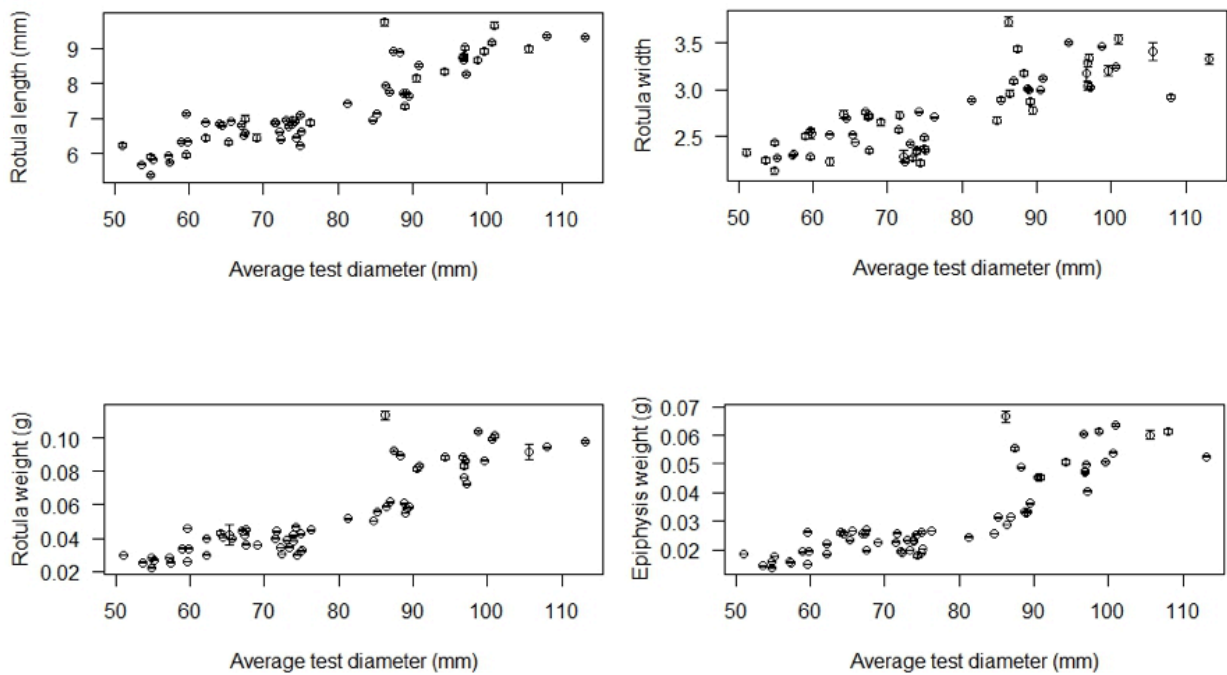 Rotula length (mm)
9
8
7
6
50 60 70 80 90 100 110
Average test diameter (mm)
Rotula width
3.5
3.0
2.5
50 60 70 80 90 100 110
Average test diameter (mm)
Rotula weight (g)
0.10
0.08
0.06
0.04
0.02
50 60 70 80 90 100 110
Average test diameter (mm)
Epiphysis weight (g)
0.07
0.06
0.05
0.04
0.03
0.02
50 60 70 80 90 100 110
Average test diameter (mm)